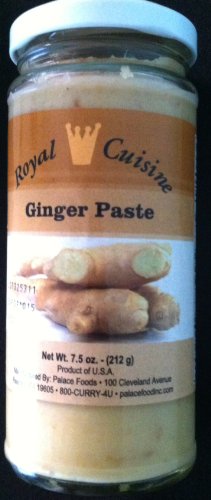 Royal Cuisine
Ginger Paste
Net Wt. 7.5 oz. - (212 g)
Product of U.S.A.
ed By: Palace Foods • 100 Cleveland Avenue
19605 • 800-CURRY-4U • palacefoodinc.com